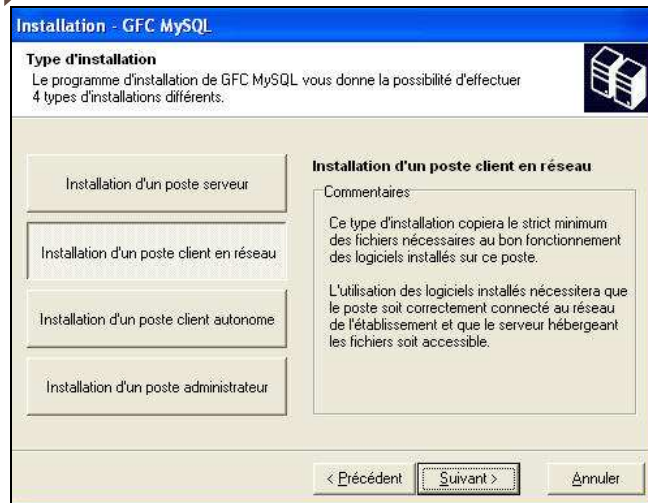 Installation - GFC MySQL
Type d'installation
Le programme d'installation de GFC MySQL vous donne la possibilité d'effectuer
4 types d'installations différents.
Installation d'un poste serveur
Installation d'un poste client en réseau
Installation d'un poste client autonome
Installation d'un poste administrateur
Installation d'un poste client en réseau
Commentaires
Ce type d'installation copiera le strict minimum
des fichiers nécessaires au bon fonctionnement
des logiciels installés sur ce poste.
L'utilisation des logiciels installés nécessitera que
le poste soit correctement connecté au réseau
de l'établissement et que le serveur hébergeant
les fichiers soit accessible.
< Précédent
Suivant >
Annuler